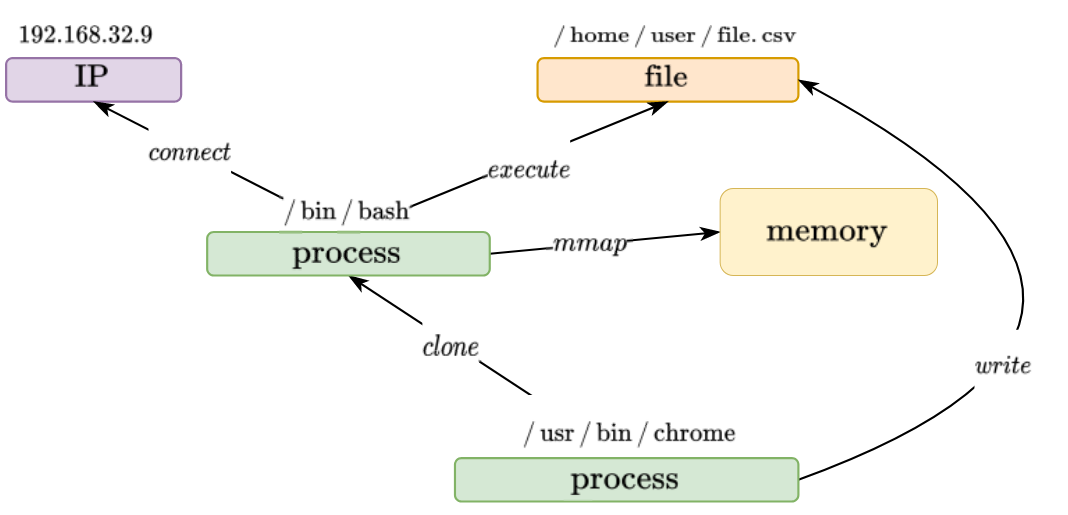 192.168.32.9
IP
/ home / user / file. csv
file
connect
execute
/ bin / bash
process
mmap
memory
clone
write
/ usr / bin / chrome
process